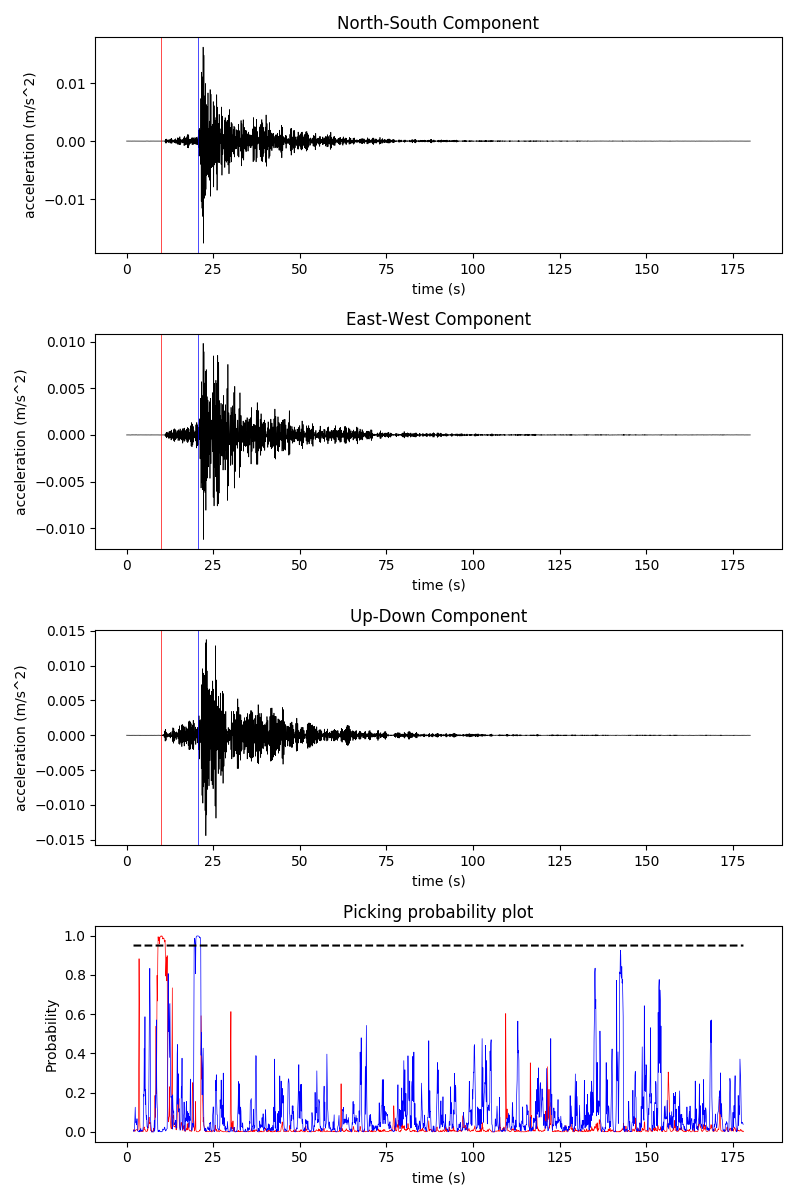 North-South Component
0.01
0.00
−0.01
acceleration (m/s^2)
0 25 50 75 100 125 150 175
time (s)
East-West Component
0.010
0.005
0.000
−0.005
−0.010
acceleration (m/s^2)
0 25 50 75 100 125 150 175
time (s)
Up-Down Component
0.015
0.010
0.005
0.000
−0.005
−0.010
−0.015
acceleration (m/s^2)
0 25 50 75 100 125 150 175
time (s)
Picking probability plot
1.0
0.8
0.6
0.4
0.2
0.0
Probability
0 25 50 75 100 125 150 175
time (s)